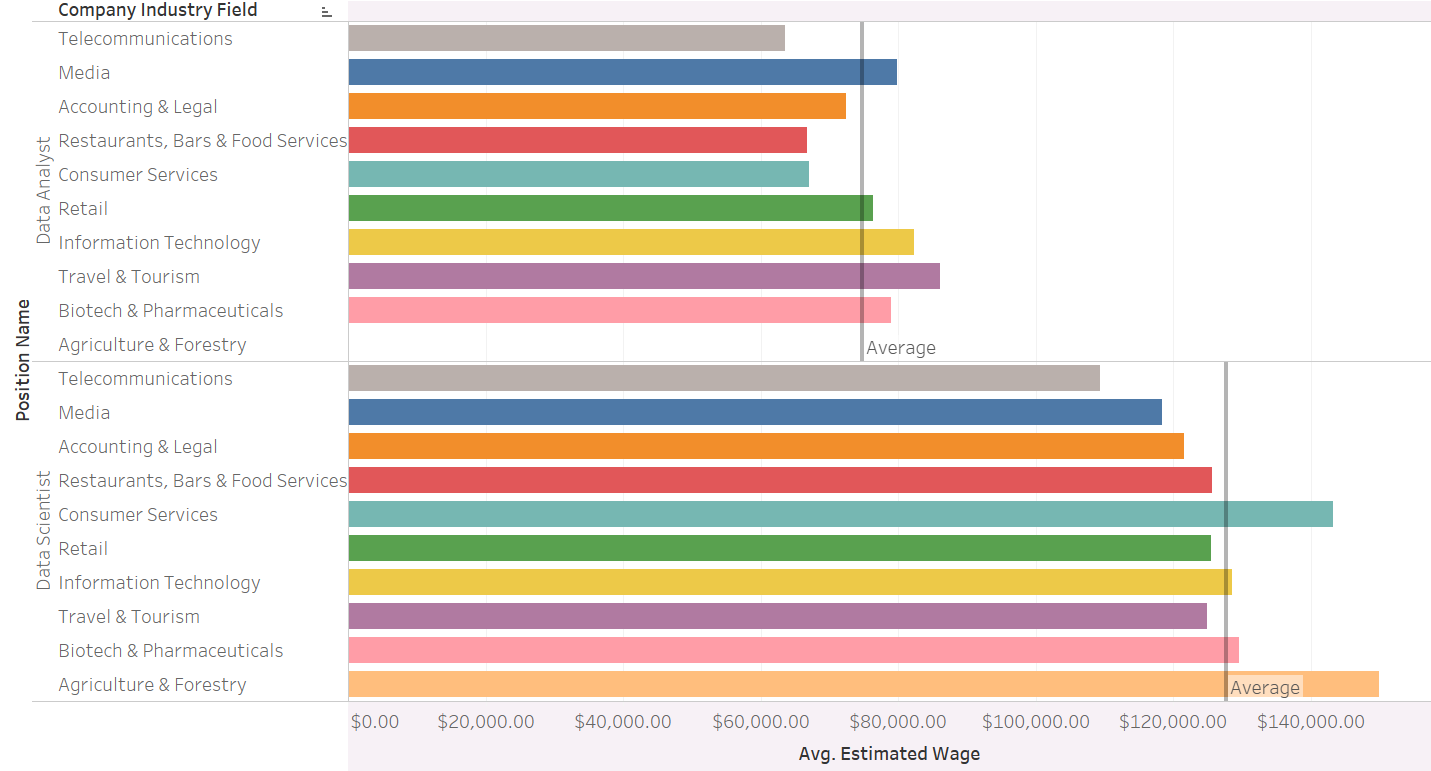 Company Industry Field
Position Name
Data Analyst
Telecommunications
Media
Accounting & Legal
Restaurants, Bars & Food Services
Consumer Services
Retail
Information Technology
Travel & Tourism
Biotech & Pharmaceuticals
Agriculture & Forestry
Average
Data Scientist
Telecommunications
Media
Accounting & Legal
Restaurants, Bars & Food Services
Consumer Services
Retail
Information Technology
Travel & Tourism
Biotech & Pharmaceuticals
Agriculture & Forestry
Average
$0.00 $20,000.00 $40,000.00 $60,000.00 $80,000.00 $100,000.00 $120,000.00 $140,000.00
Avg. Estimated Wage